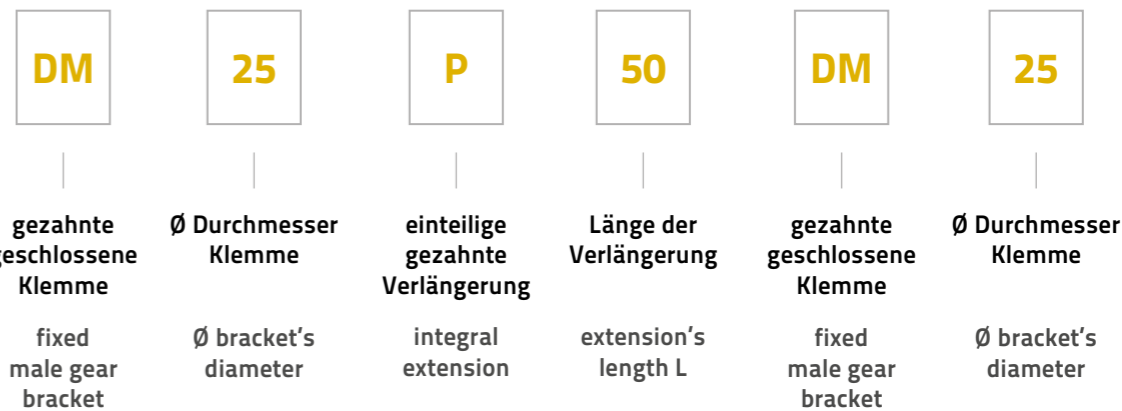 DM
25
P
50
DM
25
gezahnte
geschlossene
Klemme
Ø Durchmesser
Klemme
einteilige
gezahnte
Verlängerung
Länge der
Verlängerung
gezahnte
geschlossene
Klemme
Ø Durchmesser
Klemme
fixed
male gear
bracket
Ø bracket’s
diameter
integral
extension
extension’s
length L
fixed
male gear
bracket
Ø bracket’s
diameter